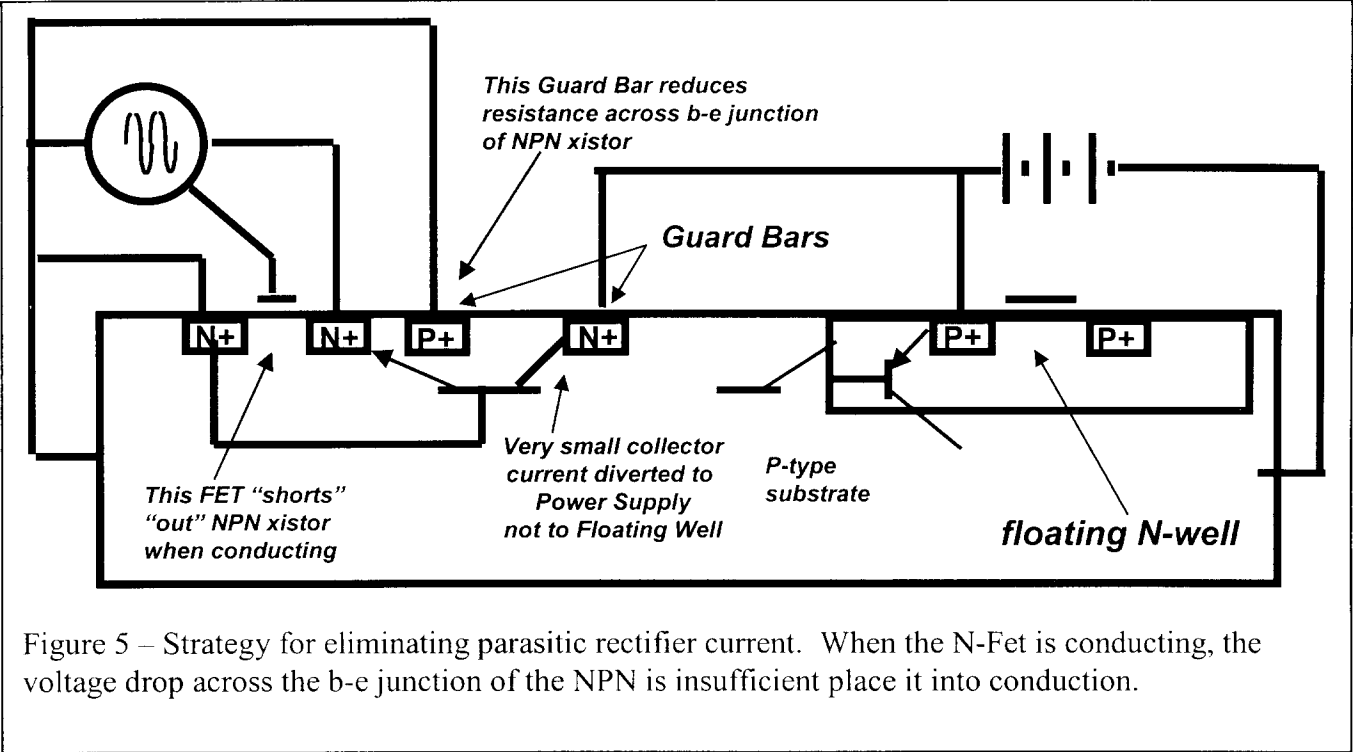 This Guard Bar reduces
resistance across b-e junction
of NPN xistor
Guard Bars
N+
N+
P+
N+
P+
P+
This FET “shorts”
“out” NPN xistor
when conducting
Very small collector
current diverted to
Power Supply
not to Floating Well
P-type
substrate
floating N-well
Figure 5 – Strategy for eliminating parasitic rectifier current. When the N-Fet is conducting, the
voltage drop across the b-e junction of the NPN is insufficient place it into conduction.